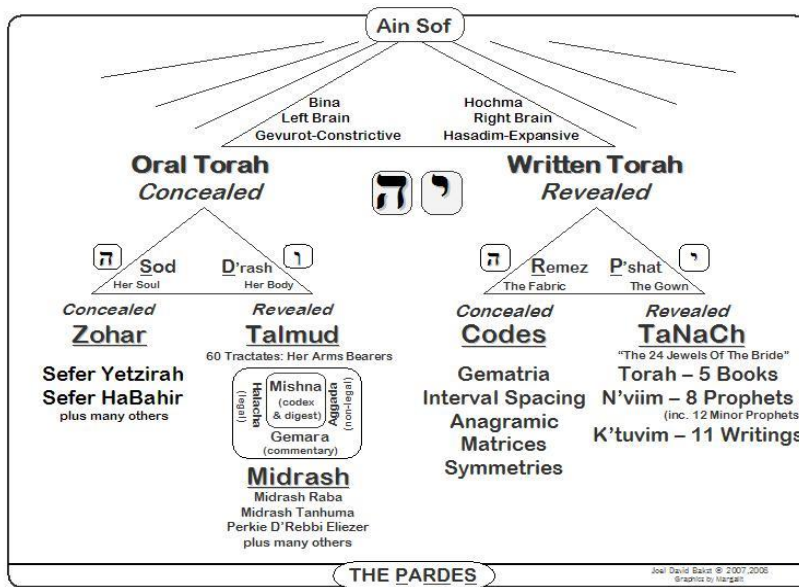 Ain Sof
Bina
Left Brain
Gevurot-Constrictive
Hochma
Right Brain
Hasadim-Expansive
Oral Torah
Concealed
ה
י
Written Torah
Revealed
ה
Sod
Her Soul
D'rash
Her Body
ו
ה
Remez
The Fabric
P'shat
The Gown
י
Concealed
Zohar
Sefer Yetzirah
Sefer HaBahir
plus many others
Revealed
Talmud
60 Tractates: Her Arms Bearers
Halacha
(legal)
Mishna
(codex
& digest)
Aggada
(non-legal)
Gemara
(commentary)
Midrash
Midrash Raba
Midrash Tanhuma
Perkie D'Rebbi Eliezer
plus many others
Concealed
Codes
Gematria
Interval Spacing
Anagramic
Matrices
Symmetries
Revealed
TaNaCh
"The 24 Jewels Of The Bride"
Torah – 5 Books
N'viim – 8 Prophets
(inc. 12 Minor Prophets)
K'tuvim – 11 Writings
THE PARDES
Joel David Bakst © 2007,2008
Graphics by Margalit